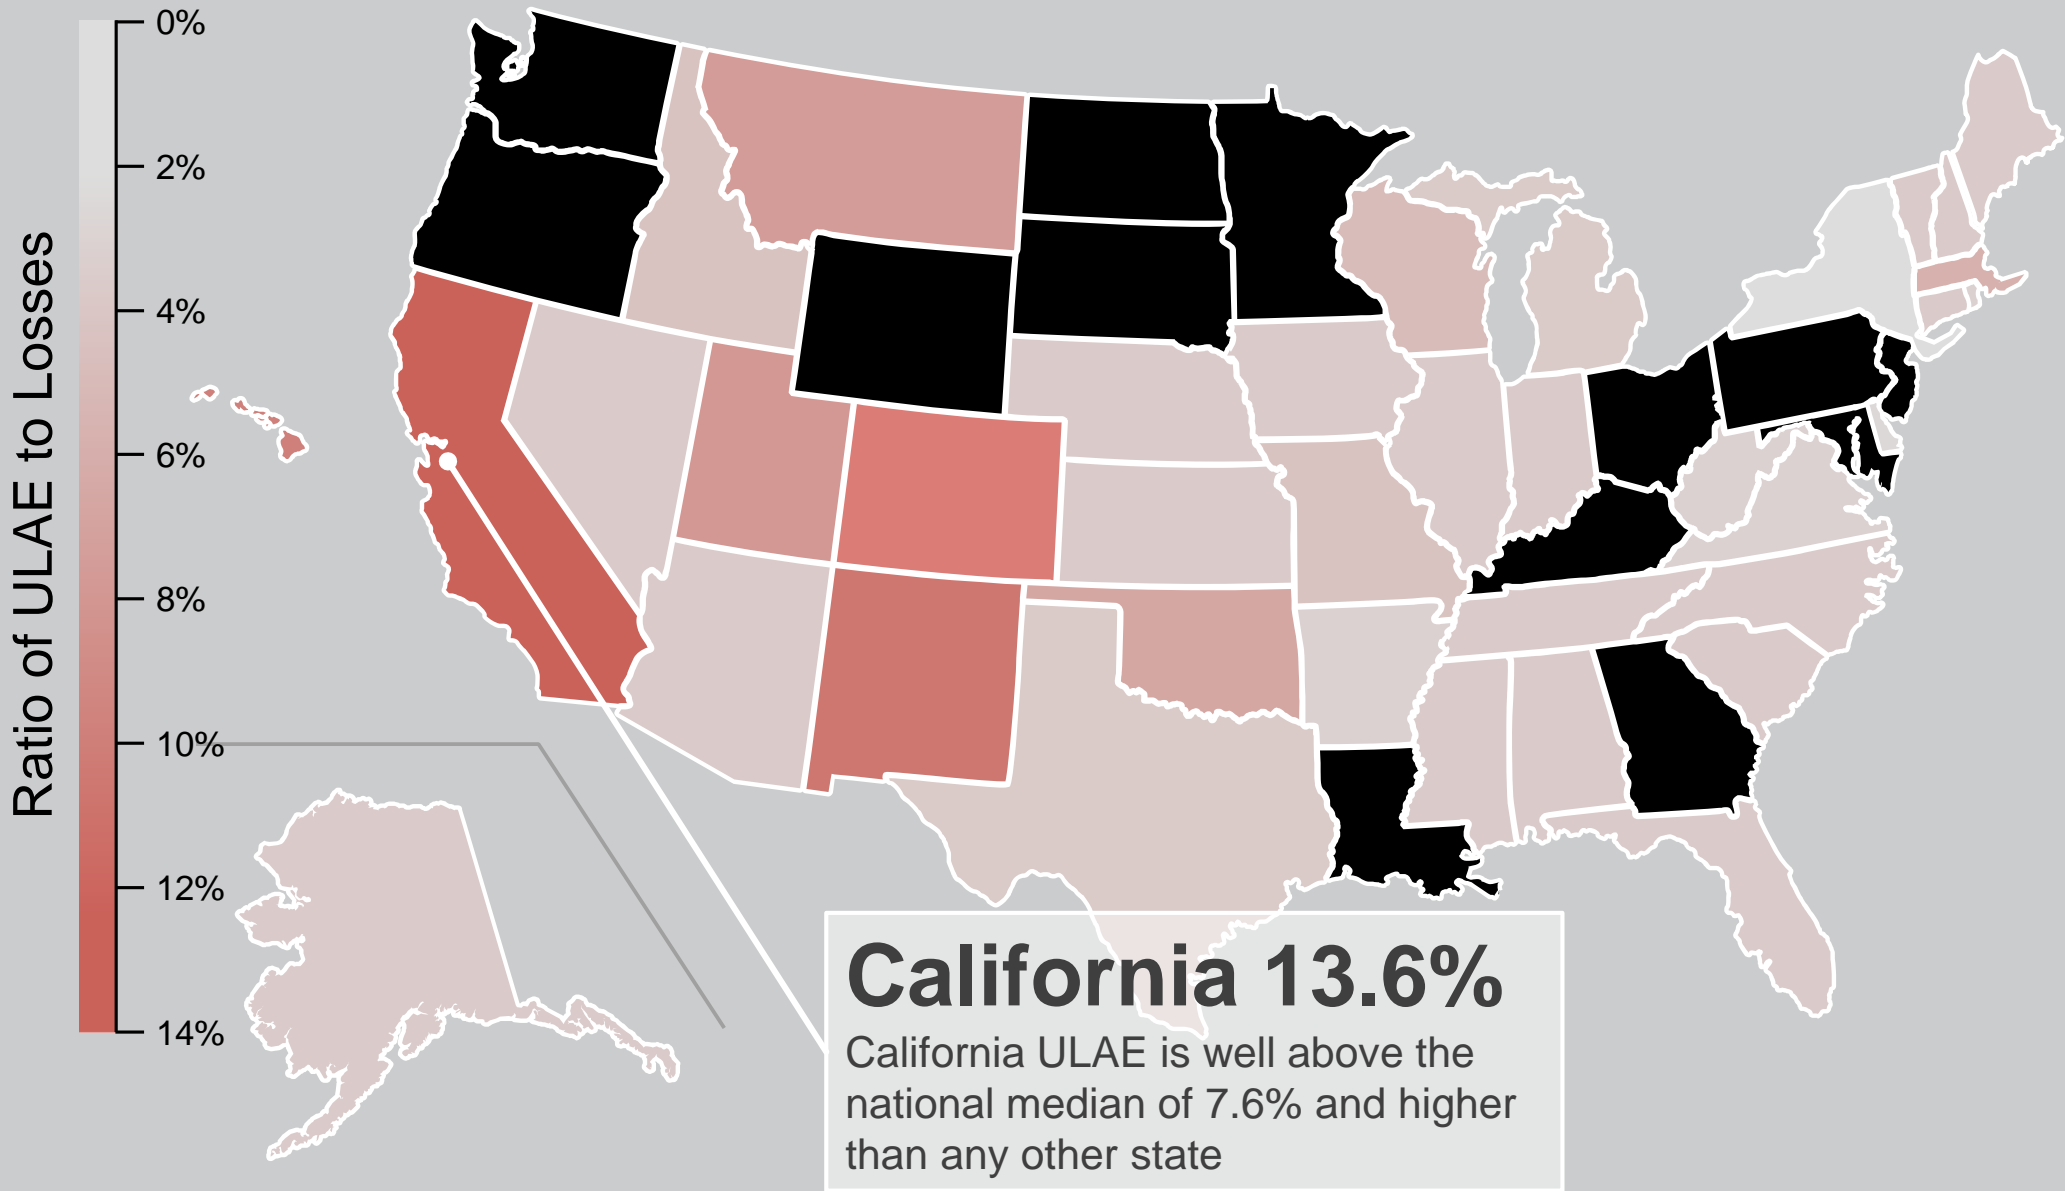 Ratio of ULAE to Losses
0%
2%
4%
6%
8%
10%
12%
14%
California 13.6%
California ULAE is well above the
national median of 7.6% and higher
than any other state